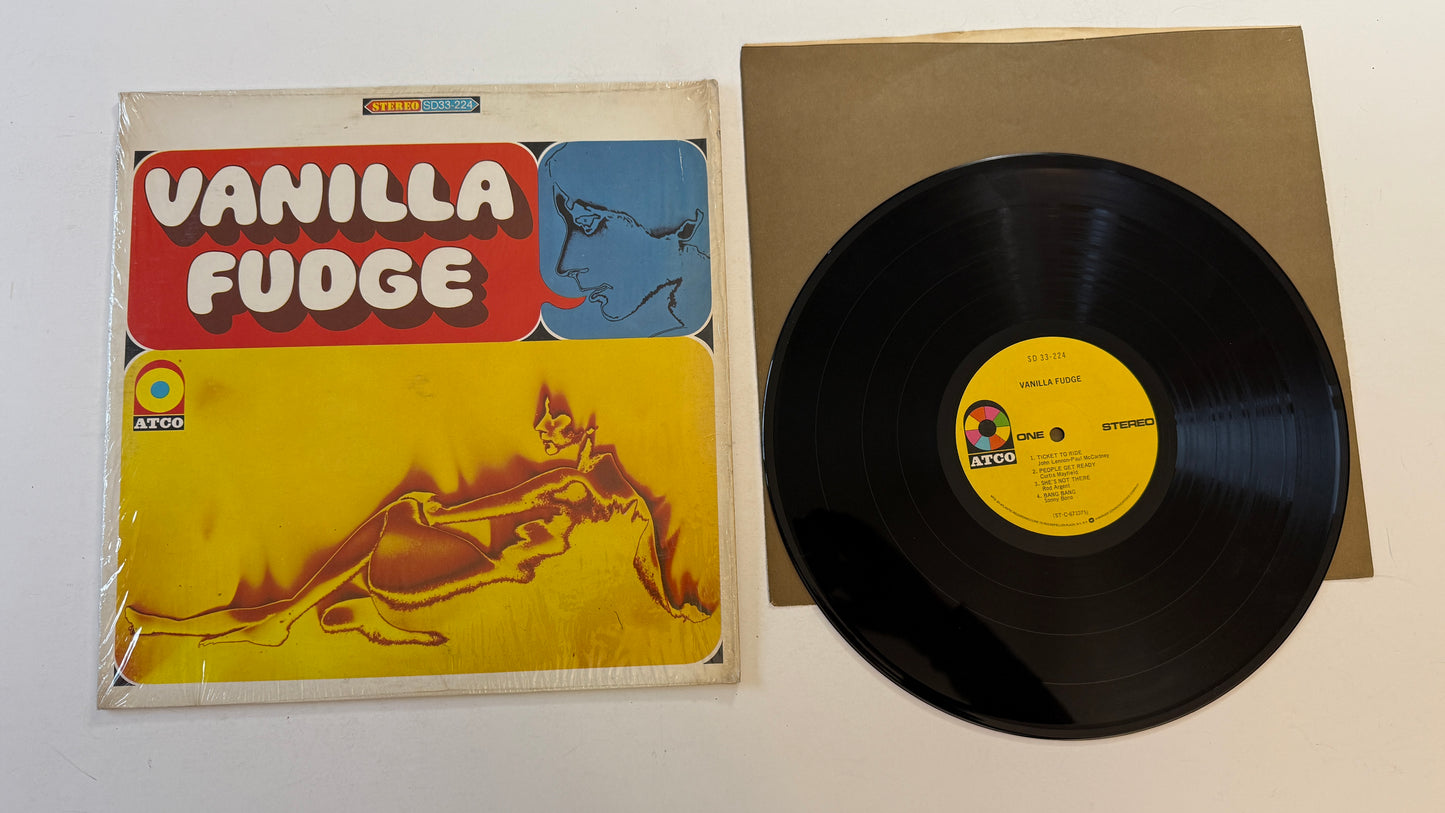 STEREO SD33-224
VANILLA
FUDGE
ATCO
SD 33-224
VANILLA FUDGE
ATCO
ONE
STEREO
1. TICKET TO RIDE
John Lennon-Paul McCartney
2. PEOPLE GET READY
Curtis Mayfield
3. SHE'S NOT THERE
Rod Argent
4. BANG BANG
Sonny Bono
(ST-C-671075)